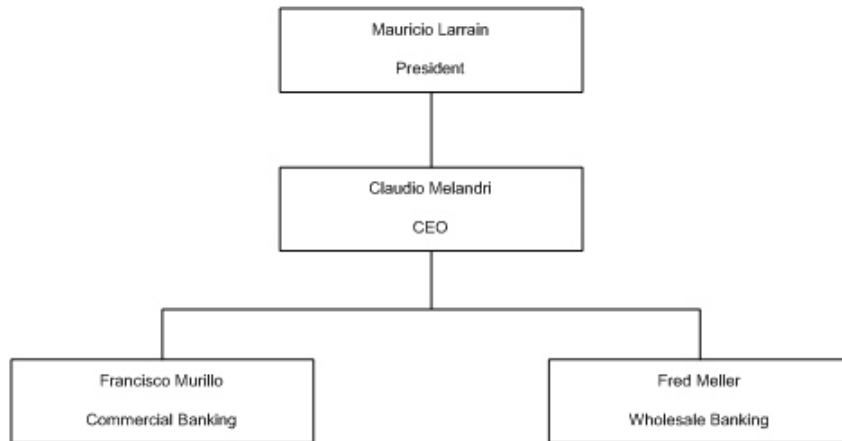 Mauricio Larrain
President
Claudio Melandri
CEO
Francisco Murillo
Commercial Banking
Fred Meller
Wholesale Banking